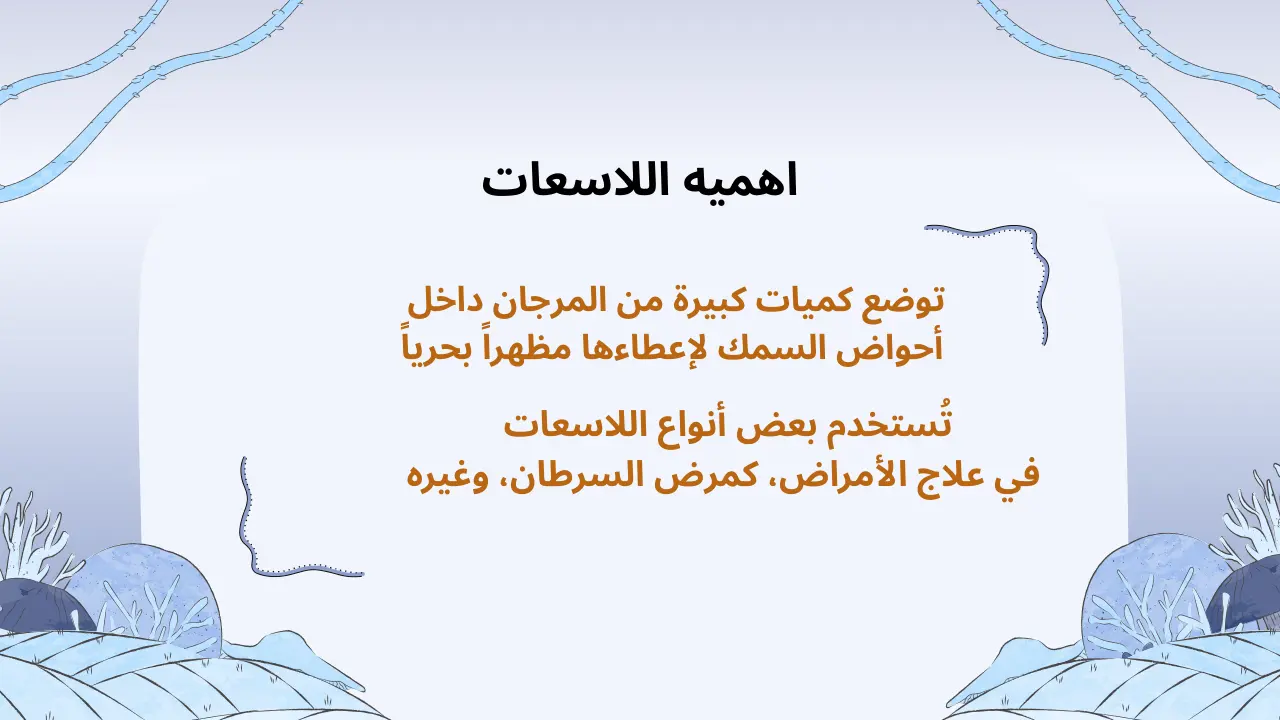 اهميه اللاسعات
توضع كميات كبيرة من المرجان داخل
أحواض السمك لإعطاءها مظهراً بحرياً
تُستخدم بعض أنواع اللاسعات
في علاج الأمراض، كمرض السرطان، وغيره